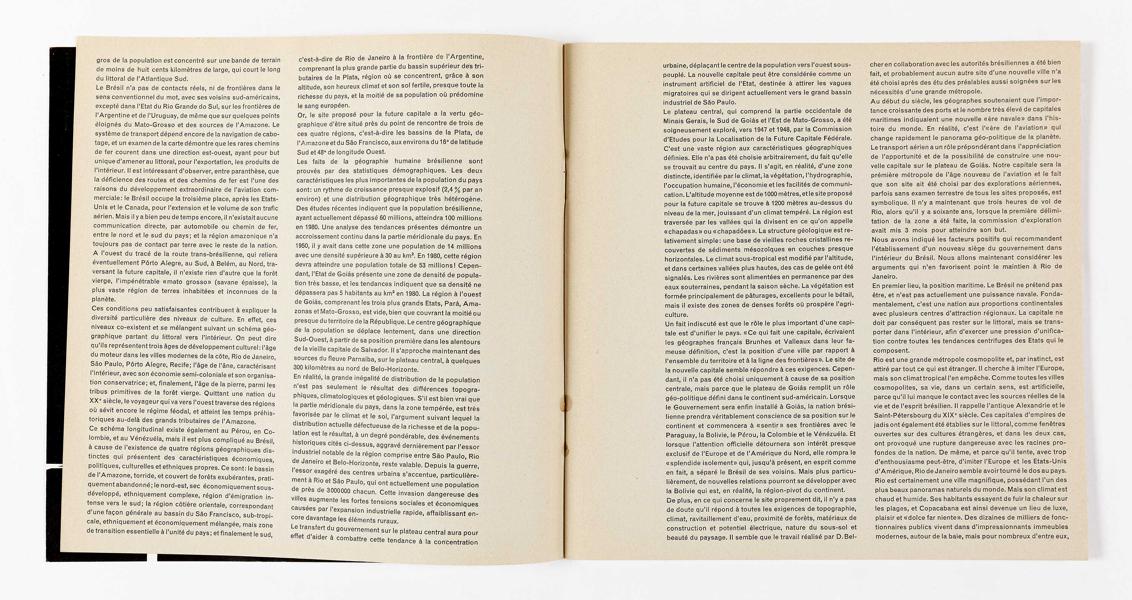 gros de la population est concentré sur une bande de terrain
de moins de huit cents kilomètres de large, qui court le long
du littoral de l'Atlantique Sud.
Le Brésil n'a pas de contacts réels, ni de frontières dans le
sens conventionnel du mot, avec ses voisins sud-américains,
excepté dans l'Etat du Rio Grande do Sul, sur les frontières de
l'Argentine et de l'Uruguay, de même que sur quelques points
éloignés du Mato-Grosso et des sources de l'Amazone. Le
système de transport dépend encore de la navigation de cabo-
tage, et un examen de la carte démontre que les rares chemins
de fer courent dans une direction est-ouest, ayant pour but
unique d'amener au littoral, pour l'exportation, les produits de
l'intérieur. Il est intéressant d'observer, entre parenthèse, que
la déficience des routes et des chemins de fer est l'une des
raisons du développement extraordinaire de l'aviation com-
merciale: le Brésil occupe la troisième place, après les Etats-
Unis et le Canada, pour l'extension et le volume de son trafic
aérien. Mais il y a bien peu de temps encore, il n'existait aucune
communication directe, par automobile ou chemin de fer,
entre le nord et le sud du pays; et la région amazonique n'a
toujours pas de contact par terre avec le reste de la nation.
A l'ouest du tracé de la route trans-brésilienne, qui reliera
éventuellement Pôrto Alegre, au Sud, à Belém, au Nord, tra-
versant la future capitale, il n'existe rien d'autre que la forêt
vierge, l'impénétrable «mato grosso» (savane épaisse), la
plus vaste région de terres inhabitées et inconnues de la
planète.
Ces conditions peu satisfaisantes contribuent à expliquer la
diversité particulière des niveaux de culture. En effet, ces
niveaux co-existent et se mélangent suivant un schéma géo-
graphique partant du littoral vers l'intérieur. On peut dire
qu'ils représentent trois âges de développement culturel: l'âge
du moteur dans les villes modernes de la côte, Rio de Janeiro,
São Paulo, Pôrto Alegre, Recife; l'âge de l'âne, caractérisant
l'intérieur, avec son économie semi-coloniale et son organisa-
tion conservatrice; et, finalement, l'âge de la pierre, parmi les
tribus primitives de la forêt vierge. Quittant une nation du
XXe siècle, le voyageur qui va vers l'ouest traverse des régions
où sévit encore le régime féodal, et atteint les temps préhis-
toriques au-delà des grands tributaires de l'Amazone.
Ce schéma longitudinal existe également au Pérou, en Co-
lombie, et au Vénézuéla, mais il est plus compliqué au Brésil,
à cause de l'existence de quatre régions géographiques dis-
tinctes qui présentent des caractéristiques économiques,
politiques, culturelles et ethniques propres. Ce sont: le bassin
de l'Amazone, torride, et couvert de forêts exubérantes, prati-
quement abandonné; le nord-est, sec économiquement sous-
développé, ethniquement complexe, région d'émigration in-
tense vers le sud; la région côtière orientale, correspondant
d'une façon générale au bassin du São Francisco, sub-tropi-
cale, ethniquement et économiquement mélangée, mais zone
de transition essentielle à l'unité du pays; et finalement le sud,
c'est-à-dire de Rio de Janeiro à la frontière de l'Argentine,
comprenant la plus grande partie du bassin supérieur des tri-
butaires de la Plata, région où se concentrent, grâce à son
altitude, son heureux climat et son sol fertile, presque toute la
richesse du pays, et la moitié de sa population où prédomine
le sang européen.
Or, le site proposé pour la future capitale a la vertu géo-
graphique d'être situé près du point de rencontre de trois de
ces quatre régions, c'est-à-dire les bassins de la Plata, de
l'Amazone et du São Francisco, aux environs du 16° de latitude
Sud et 48° de longitude Ouest.
Les faits de la géographie humaine brésilienne sont
prouvés par des statistiques démographiques. Les deux
caractéristiques les plus importantes de la population du pays
sont: un rythme de croissance presque explosif (2,4 % par an
environ) et une distribution géographique très hétérogène.
Des études récentes indiquent que la population brésilienne,
ayant actuellement dépassé 60 millions, atteindra 100 millions
en 1980. Une analyse des tendances présentes démontre un
accroissement continu dans la partie méridionale du pays. En
1950, il y avait dans cette zone une population de 14 millions
avec une densité supérieure à 30 au km². En 1980, cette région
devra atteindre une population totale de 53 millions! Cepen-
dant, l'Etat de Goiás présente une zone de densité de popula-
tion très basse, et les tendances indiquent que sa densité ne
dépassera pas 5 habitants au km² en 1980. La région à l'ouest
de Goiás, comprenant les trois plus grands Etats, Pará, Ama-
zonas et Mato-Grosso, est vide, bien que couvrant la moitié ou
presque du territoire de la République. Le centre géographique
de la population se déplace lentement, dans une direction
Sud-Ouest, à partir de sa position première dans les alentours
de la vieille capitale de Salvador. Il s'approche maintenant des
sources du fleuve Parnaíba, sur le plateau central, à quelques
300 kilomètres au nord de Belo-Horizonte.
En réalité, la grande inégalité de distribution de la population
n'est pas seulement le résultat des différences topogra-
phiques, climatologiques et géologiques. S'il est bien vrai que
la partie méridionale du pays, dans la zone tempérée, est très
favorisée par le climat et le sol, l'argument suivant lequel la
distribution actuelle défectueuse de la richesse et de la popu-
lation est le résultat, à un degré pondérable, des événements
historiques cités ci-dessus, aggravé dernièrement par l'essor
industriel notable de la région comprise entre São Paulo, Rio
de Janeiro et Belo-Horizonte, reste valable. Depuis la guerre,
l'essor exagéré des centres urbains s'accentue, particulière-
ment à Rio et São Paulo, qui ont actuellement une population
de près de 3 000 000 chacun. Cette invasion dangereuse des
villes augmente les fortes tensions sociales et économiques
causées par l'expansion industrielle rapide, affaiblissant en-
core davantage les éléments ruraux.
Le transfert du gouvernement sur le plateau central aura pour
effet d'aider à combattre cette tendance à la concentration
urbaine, déplaçant le centre de la population vers l'ouest sous-
pouplé. La nouvelle capitale peut être considérée comme un
instrument artificiel de l'Etat, destinée à attirer les vagues
migratoires qui se dirigent actuellement vers le grand bassin
industriel de São Paulo.
Le plateau central, qui comprend la partie occidentale de
Minais Gerais, le Sud de Goiás et l'Est de Mato-Grosso, a été
soigneusement exploré, vers 1947 et 1948, par la Commission
d'Etudes pour la Localisation de la Future Capitale Fédérale.
C'est une vaste région aux caractéristiques géographiques
définies. Elle n'a pas été choisie arbitrairement, du fait qu'elle
se trouvait au centre du pays. Il s'agit, en réalité, d'une zone
distincte, identifiée par le climat, la végétation, l'hydrographie,
l'occupation humaine, l'économie et les facilités de communi-
cation. L'altitude moyenne est de 1000 mètres, et le site proposé
pour la future capitale se trouve à 1200 mètres au-dessus du
niveau de la mer, jouissant d'un climat tempéré. La région est
traversée par les vallées qui la divisent en ce qu'on appelle
«chapadas» ou «chapadões». La structure géologique est re-
lativement simple: une base de vieilles roches cristallines re-
couvertes de sédiments mésozolques en couches presque
horizontales. Le climat sous-tropical est modifié par l'altitude,
et dans certaines vallées plus hautes, des cas de gelée ont été
signalés. Les rivières sont alimentées en permanence par des
eaux souterraines, pendant la saison sèche. La végétation est
formée principalement de pâturages, excellents pour le bétail,
mais il existe des zones de denses forêts où prospère l'agri-
culture.
Un fait indiscuté est que le rôle le plus important d'une capi-
tale est d'unifier le pays. «Ce qui fait une capitale, écrivaient
les géographes français Brunhes et Valleaux dans leur fa-
meuse définition, c'est la position d'une ville par rapport à
l'ensemble du territoire et à la ligne des frontières». Le site de
la nouvelle capitale semble répondre à ces exigences. Cepen-
dant, il n'a pas été choisi uniquement à cause de sa position
centrale, mais parce que le plateau de Goiás remplit un rôle
géo-politique défini dans le continent sud-américain. Lorsque
le Gouvernement sera enfin installé à Goiás, la nation brési-
lienne prendra véritablement conscience de sa position sur le
continent et commencera à «sentir» ses frontières avec le
Paraguay, la Bolivie, le Pérou, la Colombie et le Vénézuéla. Et
lorsque l'attention officielle détournera son intérêt presque
exclusif de l'Europe et de l'Amérique du Nord, elle rompra le
«splendide isolement» qui, jusqu'à présent, en esprit comme
en fait, a séparé le Brésil de ses voisins. Mais plus particu-
lièrement, de nouvelles relations pourront se développer avec
la Bolivie qui est, en réalité, la région-pivot du continent.
De plus, en ce qui concerne le site proprement dit, il n'y a pas
de doute qu'il répond à toutes les exigences de topographie,
climat, ravitaillement d'eau, proximité de forêts, matériaux de
construction et potentiel électrique, nature du sous-sol et
beauté du paysage. Il semble que le travail réalisé par D. Bel-
cher en collaboration avec les autorités brésiliennes a été bien
fait, et probablement aucun autre site d'une nouvelle ville n'a
été choisi après des étu des préalables aussi soignées sur les
nécessités d'une grande métropole.
Au début du siècle, les géographes soutenaient que l'impor-
tance croissante des ports et le nombre très élevé de capitales
maritimes indiquaient une nouvelle «ère navale» dans l'his-
toire du monde. En réalité, c'est l'«ère de l'aviation» qui
change rapidement le panorama géo-politique de la planète.
Le transport aérien a un rôle prépondérant dans l'appréciation
de l'opportunité et de la possibilité de construire une nou-
velle capitale sur le plateau de Goiás. Notre capitale sera la
première métropole de l'âge nouveau de l'aviation et le fait
que son site ait été choisi par des explorations aériennes,
parfois sans examen terrestre de tous les sites proposés, est
symbolique. Il n'y a maintenant que trois heures de vol de
Rio, alors qu'il y a soixante ans, lorsque la première délimi-
tation de la zone a été faite, la commission d'exploration
avait mis 3 mois pour atteindre son but.
Nous avons indiqué les facteurs positifs qui recommandent
l'établissement d'un nouveau siège du gouvernement dans
l'intérieur du Brésil. Nous allons maintenant considérer les
arguments qui n'en favorisent point le maintien à Rio de
Janeiro.
En premier lieu, la position maritime. Le Brésil ne prétend pas
être, et n'est pas actuellement une puissance navale. Fonda-
mentalement, c'est une nation aux proportions continentales
avec plusieurs centres d'attraction régionaux. La capitale ne
doit par conséquent pas rester sur le littoral, mais se trans-
porter dans l'intérieur, afin d'exercer une pression d'unifica-
tion contre toutes les tendances centrifuges des Etats qui le
composent.
Rio est une grande métropole cosmopolite et, par instinct, est
attiré par tout ce qui est étranger. Il cherche à imiter l'Europe,
mais son climat tropical l'en empêche. Comme toutes les villes
cosmopolites, sa vie, dans un certain sens, est artificielle,
parce qu'il lui manque le contact avec les sources réelles de la
vie et de l'esprit brésilien. Il rappelle l'antique Alexandrie et le
Saint-Pétersbourg du XIXe siècle. Ces capitales d'empires de
jadis ont également été établies sur le littoral, comme fenêtres
ouvertes sur des cultures étrangères, et dans les deux cas,
ont provoqué une rupture dangereuse avec les racines pro-
fondes de la nation. De même, et parce qu'il tente, avec trop
d'enthousiasme peut-être, d'imiter l'Europe et les Etats-Unis
d'Amérique, Rio de Janeiro semble avoir tourné le dos au pays.
Rio est certainement une ville magnifique, possédant l'un des
plus beaux panoramas naturels du monde. Mais son climat est
chaud et humide. Ses habitants essayent de fuir la chaleur sur
les plages, et Copacabana est ainsi devenue un lieu de luxe,
plaisir et «dolce far niente». Des dizaines de milliers de fonc-
tionnaires publics vivent dans d'impressionnants immeubles
modernes, autour de la baie, mais pour nombreux d'entre eux,